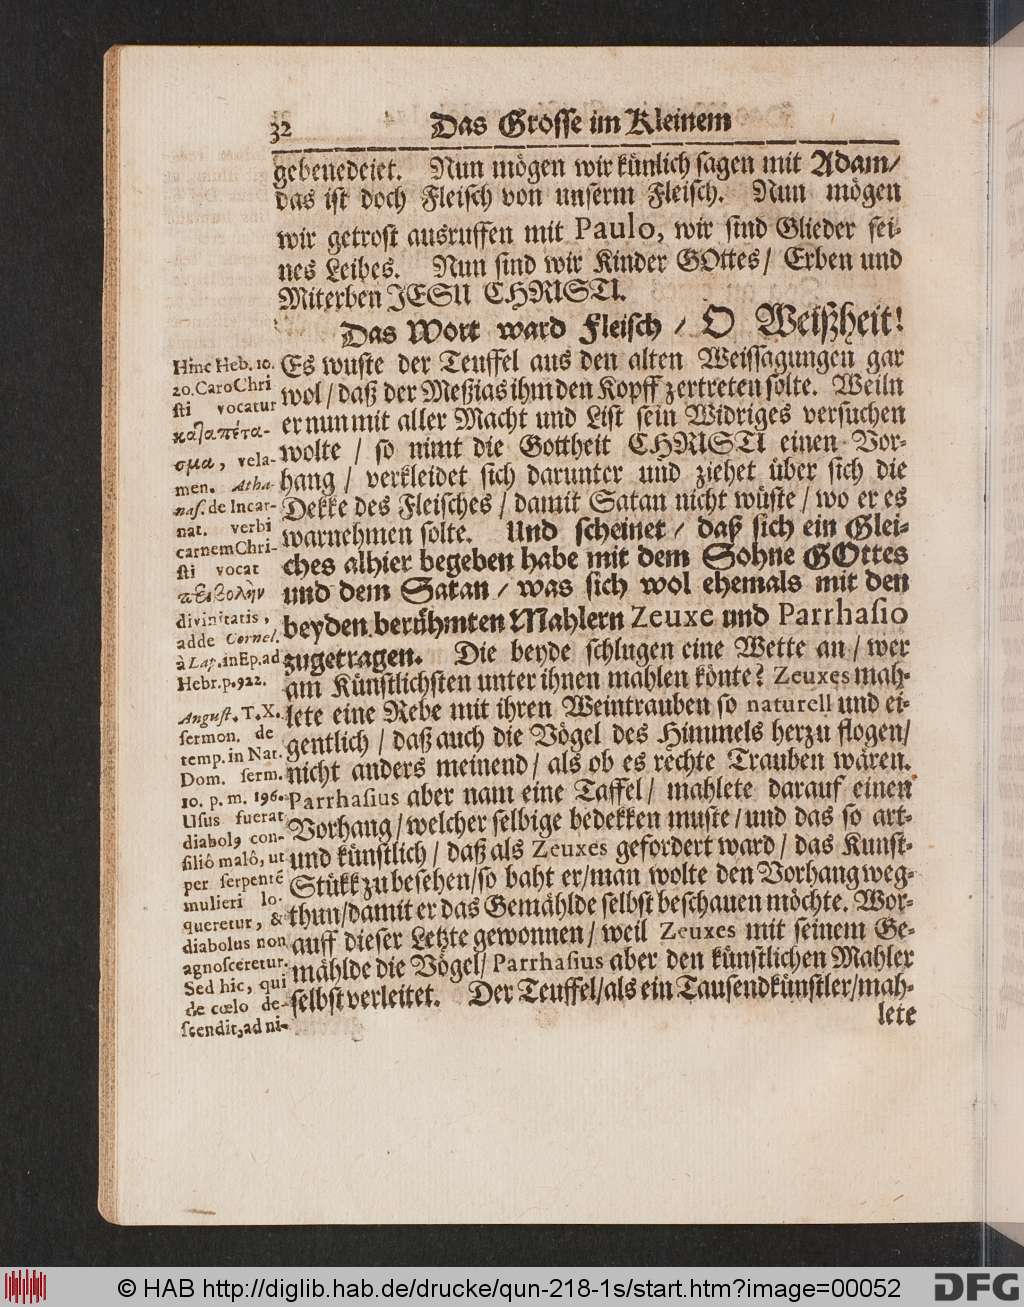 32 Das Grosse im Kleinem
gebenedeiet. Nun mögen wir künlich sagen mit Adam/
das ist doch Fleisch von unserm Fleisch. Nun mögen
wir getrost ausruffen mit Paulo, wir sind Glieder sei-
nes Leibes. Nun sind wir Kinder GOttes/ Erben und
Miterben JESU CHRISTI.
Das Wort ward Fleisch / O Weißheit!
Es wuste der Teuffel aus den alten Weissagungen gar
wol / daß der Meßias ihm den Kopff zertreten solte. Weiln
er nun mit aller Macht und List sein Widriges versuchen
wolte / so nimt die Gottheit CHRISTI einen Vor-
hang / verkleidet sich darunter und ziehet über sich die
Dekke des Fleisches / damit Satan nicht wüste / wo er es
warnehmen solte. Und scheinet / daß sich ein Glei-
ches alhier begeben habe mit dem Sohne GOttes
und dem Satan / was sich wol ehemals mit den
beyden berühmten Mahlern Zeuxe und Parrhasio
zugetragen. Die beyde schlugen eine Wette an / wer
am Künstlichsten unter ihnen mahlen könte? Zeuxes mah-
lete eine Rebe mit ihren Weintrauben so naturell und ei-
gentlich / daß auch die Vögel des Himmels herzu flogen/
nicht anders meinend / als ob es rechte Trauben wären.
Parrhasius aber nam eine Taffel / mahlete darauf einen
Vorhang / welcher selbige bedekken muste / und das so art-
und künstlich / daß als Zeuxes gefordert ward / das Kunst-
Stükk zu besehen/so baht er/man wolte den Vorhang weg-
thun/damit er das Gemählde selbst beschauen möchte. Wor-
auff dieser Letzte gewonnen / weil Zeuxes mit seinem Ge-
mählde die Vögel/ Parrhasius aber den künstlichen Mahler
selbst verleitet. Der Teuffel/als ein Tausendkünstler/mah-
lete
Hinc Heb. 10.
20. Caro Chri
sti vocatur
καταπέτα-
σμα, vela-
men. Atha-
nas. de Incar-
nat. verbi
carnem Chri-
sti vocat
περιβολὴν
divinitatis,
adde Cornel.
à Lap. in Ep. ad
Hebr. p. 922.
August. T. X.
sermon. de
temp. in Nat.
Dom. serm.
10. p. m. 196.
Usus fuerat
diabolꝰ con-
siliô malô, ut
per serpentē
mulieri lo-
queretur, &
diabolus non
agnosceretur.
Sed hic, qui
de cœlo de-
scendit, ad ni-
© HAB http://diglib.hab.de/drucke/qun-218-1s/start.htm?image=00052
DFG